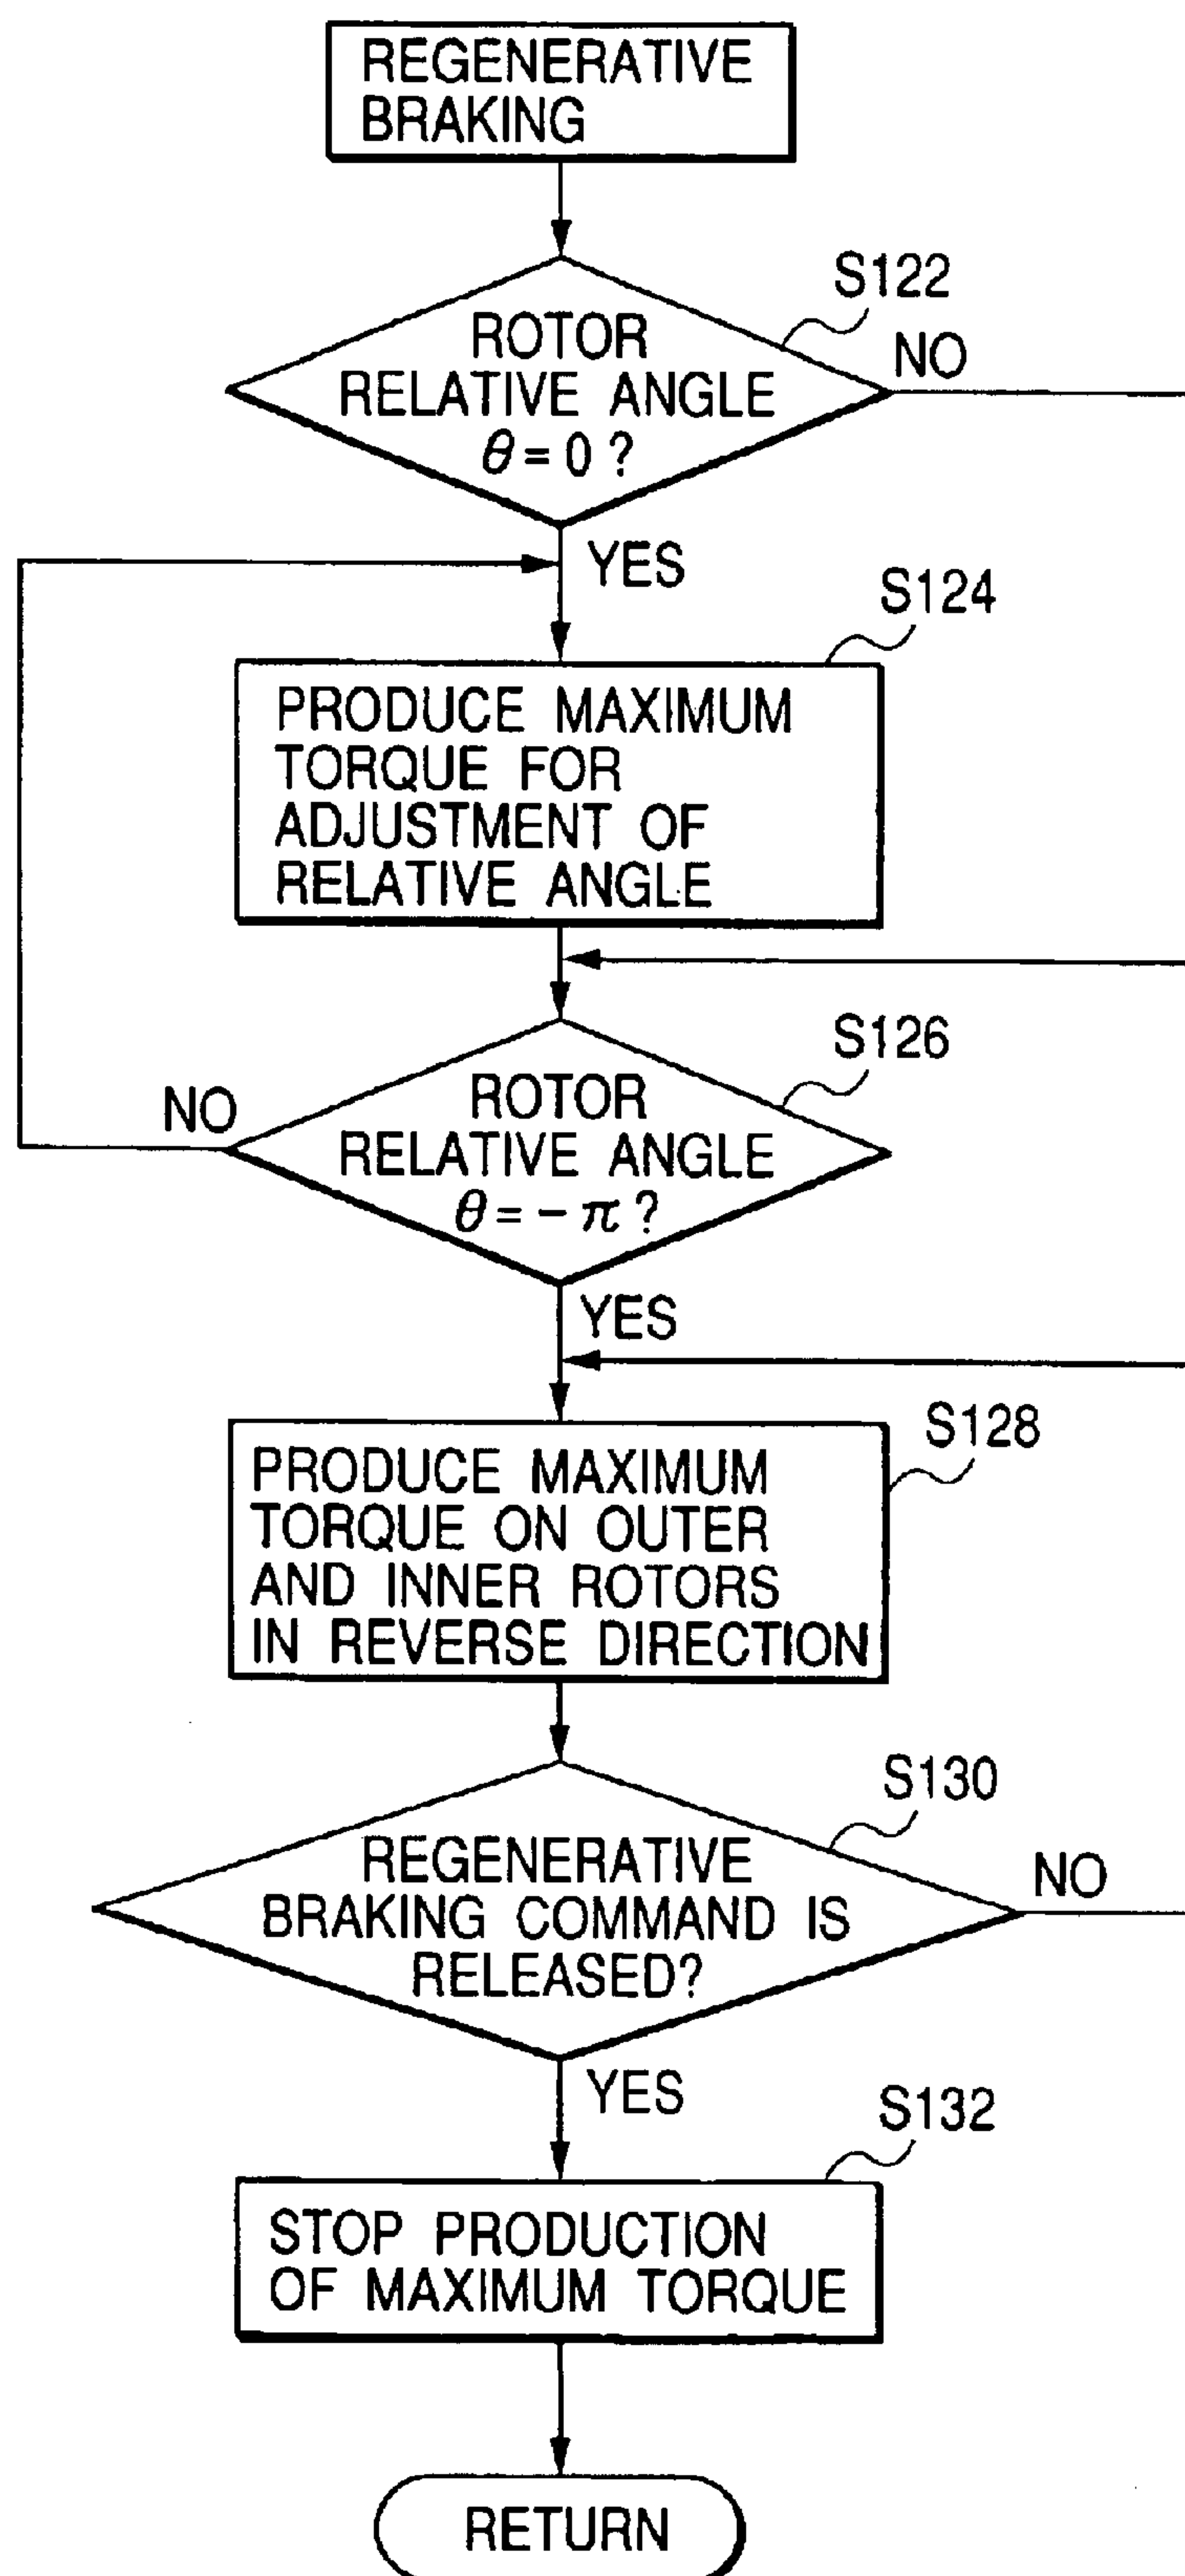 REGENERATIVE
BRAKING
S122
ROTOR
RELATIVE ANGLE
θ = 0 ?
NO
YES
S124
PRODUCE MAXIMUM
TORQUE FOR
ADJUSTMENT OF
RELATIVE ANGLE
S126
ROTOR
RELATIVE ANGLE
θ = - π ?
NO
YES
S128
PRODUCE MAXIMUM
TORQUE ON OUTER
AND INNER ROTORS
IN REVERSE DIRECTION
S130
REGENERATIVE
BRAKING COMMAND IS
RELEASED?
NO
YES
S132
STOP PRODUCTION
OF MAXIMUM TORQUE
RETURN